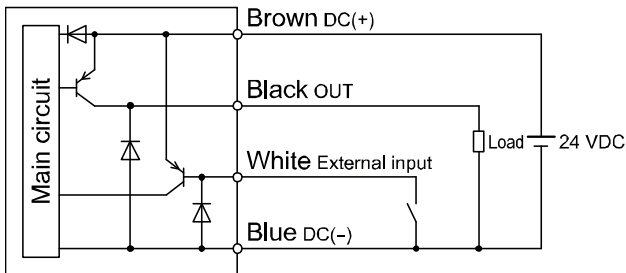 Brown DC(+)
Main circuit
Black OUT
Load
24 VDC
White External input
Blue DC(−)